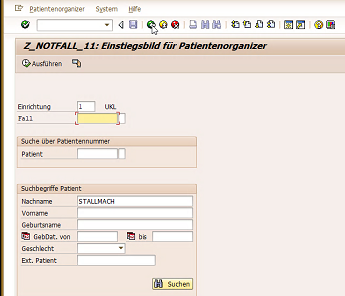 Patientenorganizer System Hilfe
Z_NOTFALL_11: Einstiegsbild für Patientenorganizer
Ausführen
Einrichtung 1 UKL
Fall
Suche über Patientennummer
Patient
Suchbegriffe Patient
Nachname STALLMACH
Vorname
Geburtsname
GebDat. von bis
Geschlecht
Ext. Patient
Suchen